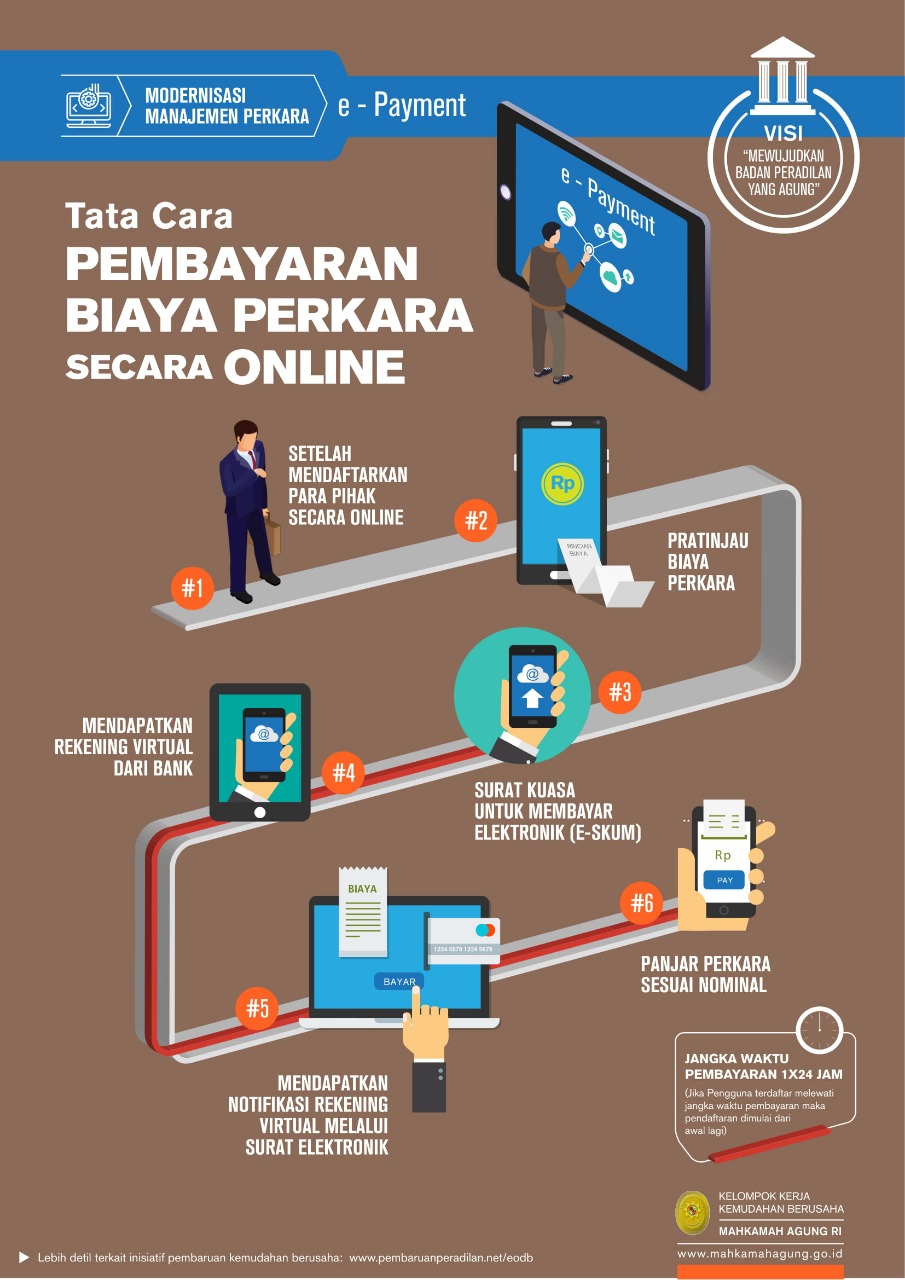 MODERNISASI
MANAJEMEN PERKARA
e - Payment
VISI
“MEWUJUDKAN
BADAN PERADILAN
YANG AGUNG”
e - Payment
Tata Cara
PEMBAYARAN
BIAYA PERKARA
SECARA ONLINE
#1
SETELAH
MENDAFTARKAN
PARA PIHAK
SECARA ONLINE
#2
Rp
RINCIAN
BIAYA
PRATINJAU
BIAYA
PERKARA
#3
@
SURAT KUASA
UNTUK MEMBAYAR
ELEKTRONIK (E-SKUM)
#4
@
MENDAPATKAN
REKENING VIRTUAL
DARI BANK
#5
BIAYA
1234 5678 1234 5678
BAYAR
MENDAPATKAN
NOTIFIKASI REKENING
VIRTUAL MELALUI
SURAT ELEKTRONIK
#6
Rp
PAY
PANJAR PERKARA
SESUAI NOMINAL
JANGKA WAKTU
PEMBAYARAN 1X24 JAM
(Jika Pengguna terdaftar melewati
jangka waktu pembayaran maka
pendaftaran dimulai dari
awal lagi)
KELOMPOK KERJA
KEMUDAHAN BERUSAHA
MAHKAMAH AGUNG RI
www.mahkamahagung.go.id
Lebih detil terkait inisiatif pembaruan kemudahan berusaha: www.pembaruanperadilan.net/eodb